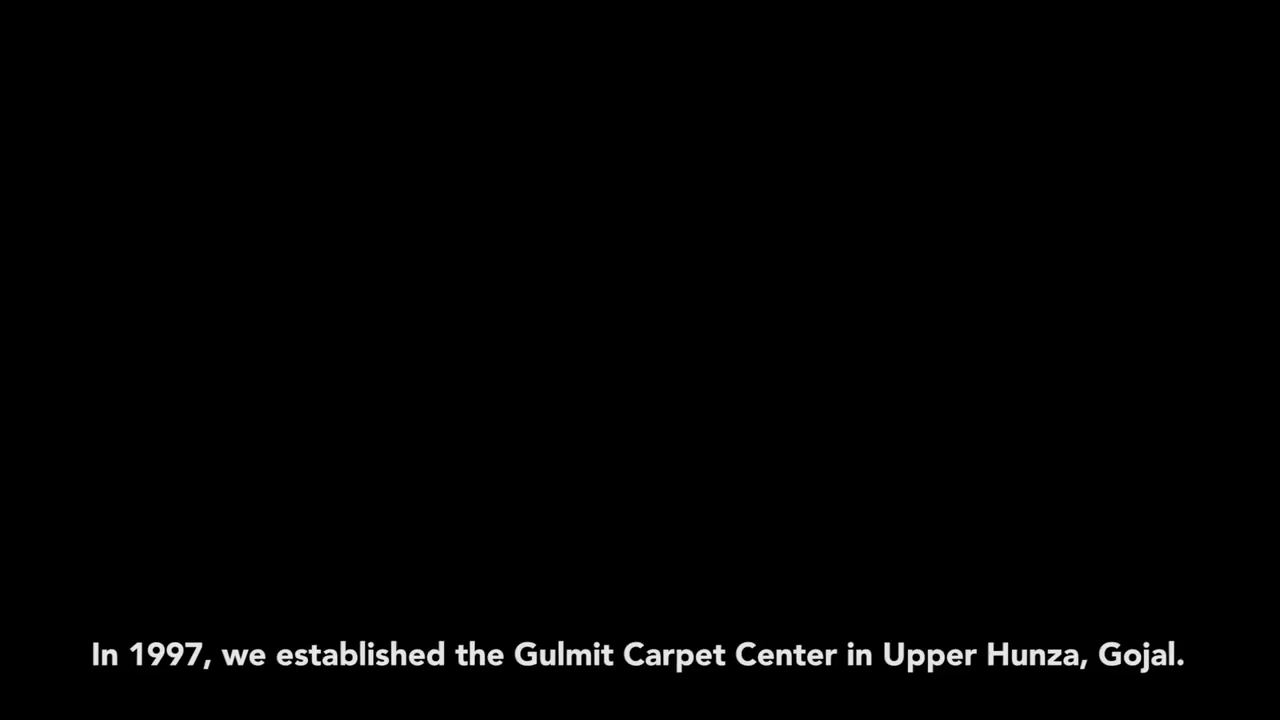 In 1997, we established the Gulmit Carpet Center in Upper Hunza, Gojal.